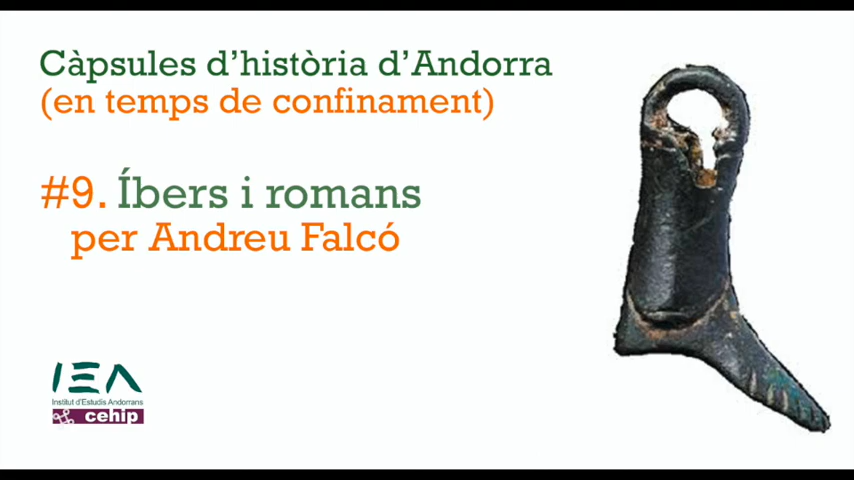 Càpsules d’història d’Andorra
(en temps de confinament)
#9. Íbers i romans
per Andreu Falcó
IEA
Institut d'Estudis Andorrans
cehip